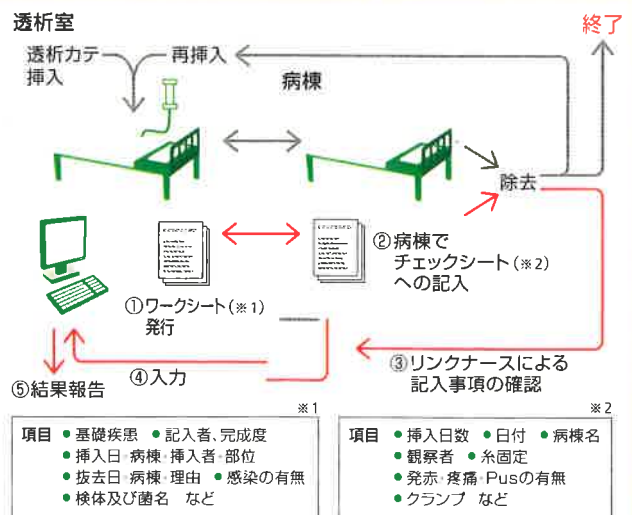 透析室
終了
透析カテ
挿入
再挿入
病棟
除去
①ワークシート(※1)
発行
②病棟で
チェックシート(※2)
への記入
③リンクナースによる
記入事項の確認
④入力
⑤結果報告
※1
項目 ●基礎疾患 ●記入者、完成度
●挿入日・病棟・挿入者・部位
●抜去日・病棟・理由 ●感染の有無
●検体及び菌名 など
※2
項目 ●挿入日数 ●日付 ●病棟名
●観察者 ●糸固定
●発赤・疼痛・Pusの有無
●クランプ など